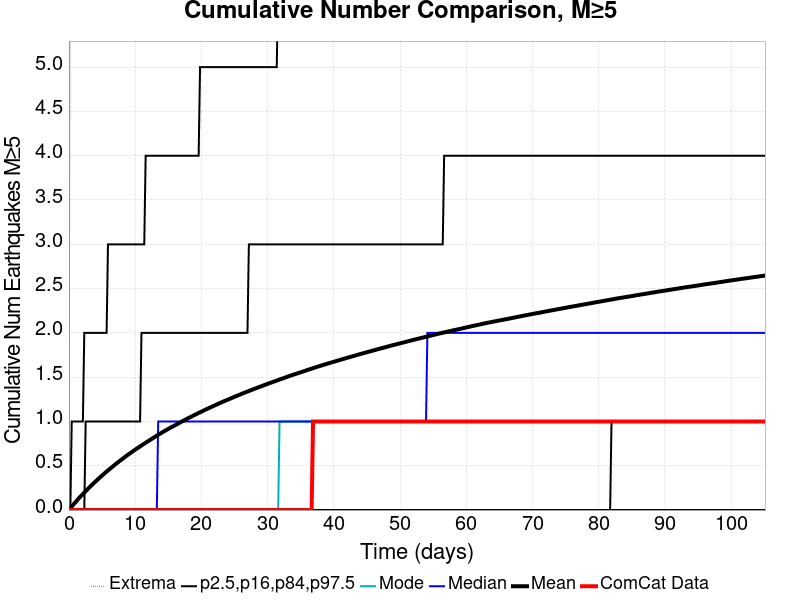 Cumulative Number Comparison, M≥5
Cumulative Num Earthquakes M≥5
5.0
4.5
4.0
3.5
3.0
2.5
2.0
1.5
1.0
0.5
0.0
0 10 20 30 40 50 60 70 80 90 100
Time (days)
Extrema p2.5,p16,p84,p97.5 Mode Median Mean ComCat Data